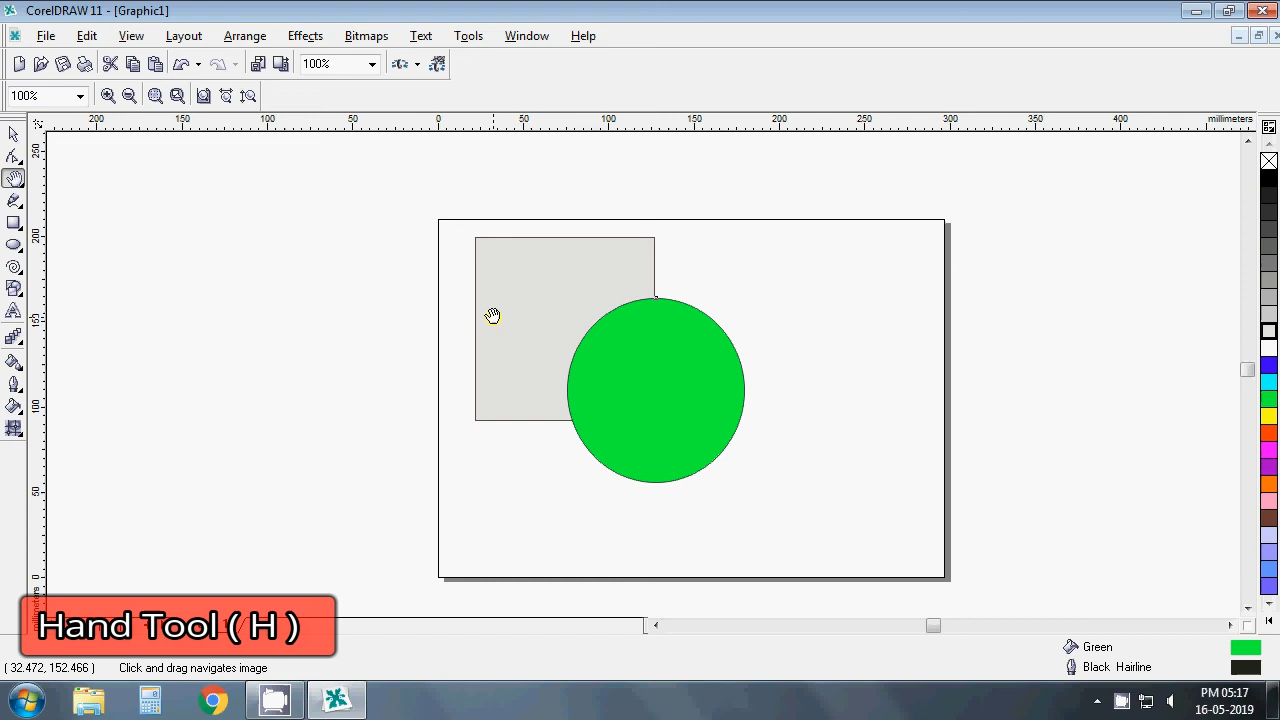 CorelDRAW 11 - [Graphic1]
File Edit View Layout Arrange Effects Bitmaps Text Tools Window Help
100%
100%
200 150 100 50 0 50 100 150 200 250 300 350 400 millimeters
250
200
150
100
50
0
millimeters
Hand Tool ( H )
Green
( 32.472, 152.466 ) Click and drag navigates image
Black Hairline
PM 05:17
16-05-2019